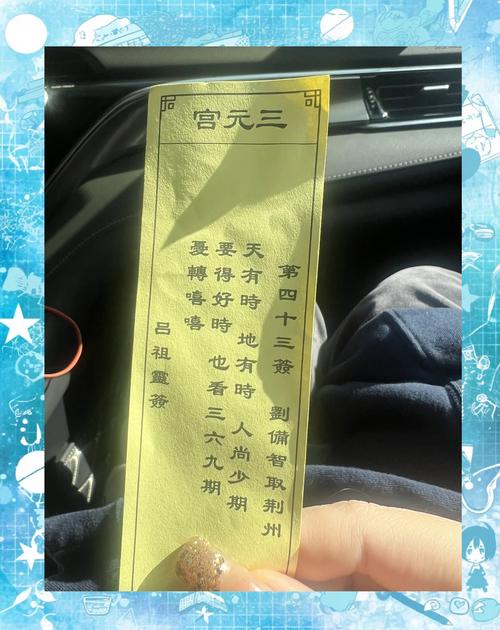 三元宮
第四十三簽 劉備智取荆州
天有時 地有時 人尚少期
要得好時 也看三六九期
憂轉嘻嘻
呂祖靈簽